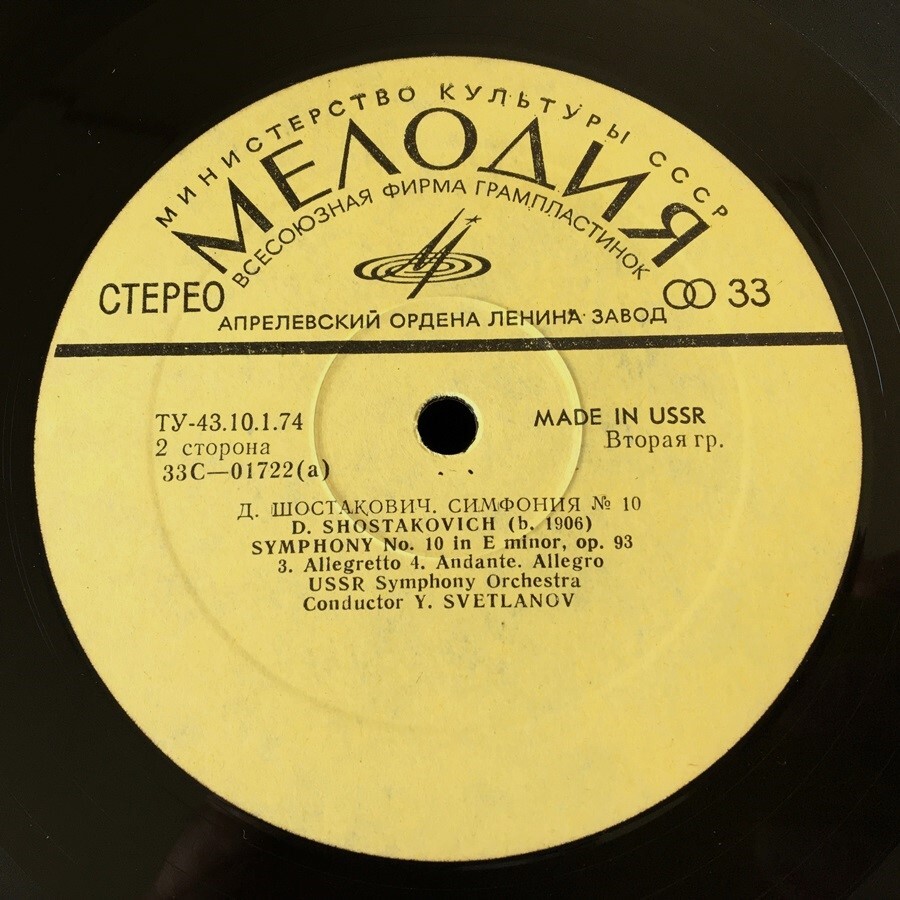 МИНИСТЕРСТВО КУЛЬТУРЫ СССР
МЕЛОДИЯ
ВСЕСОЮЗНАЯ ФИРМА ГРАМПЛАСТИНОК
СТЕРЕО
33
АПРЕЛЕВСКИЙ ОРДЕНА ЛЕНИНА ЗАВОД
ТУ-43.10.1.74
MADE IN USSR
2 сторона
Вторая гр.
33С—01722(а)
Д. ШОСТАКОВИЧ. СИМФОНИЯ № 10
D. SHOSTAKOVICH (b. 1906)
SYMPHONY No. 10 in E minor, op. 93
3. Allegretto 4. Andante. Allegro
USSR Symphony Orchestra
Conductor Y. SVETLANOV